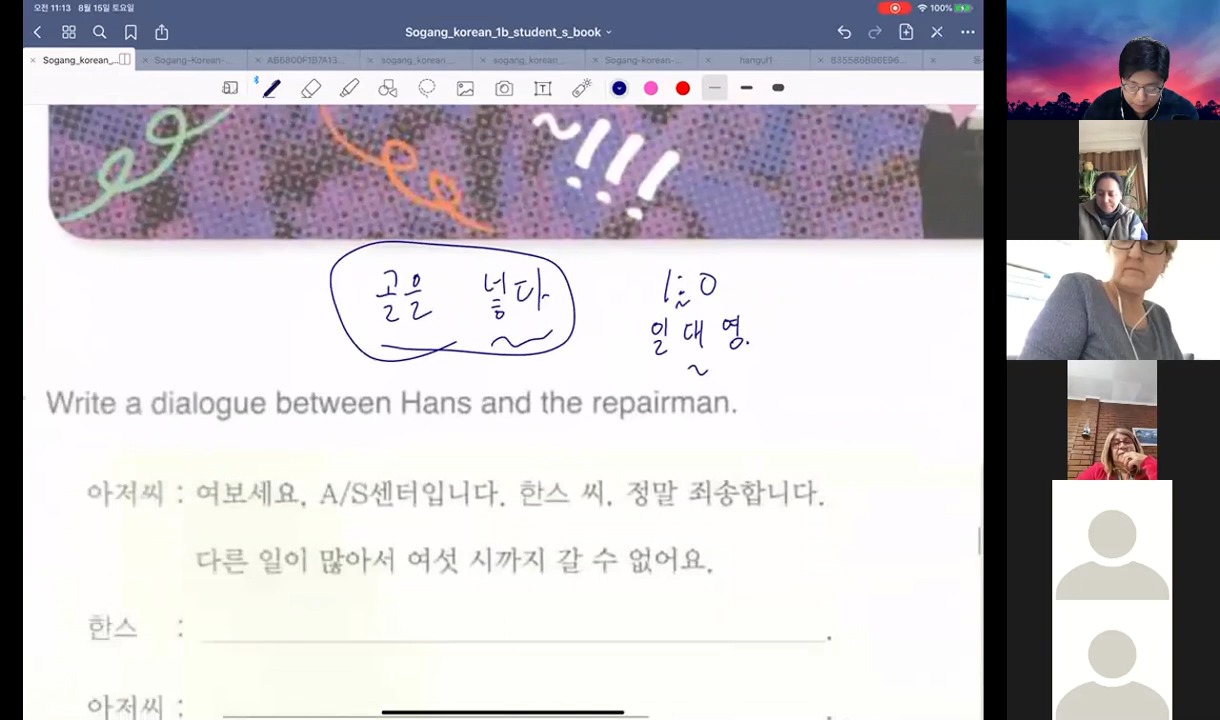 오전 11:13 8월 15일 토요일
100%
Sogang_korean_1b_student_s_book
Sogang_korean_...
Sogang-Korean-...
AB6800F1B7A13...
sogang_korean...
sogang_korean_...
Sogang-korean-...
hangul1
835589B96E96...
~!!!
골을 넣다
1:0
일 대 영.
Write a dialogue between Hans and the repairman.
아저씨 : 여보세요, A/S센터입니다. 한스 씨, 정말 죄송합니다.
다른 일이 많아서 여섯 시까지 갈 수 없어요.
한스 : .
아저씨 : .